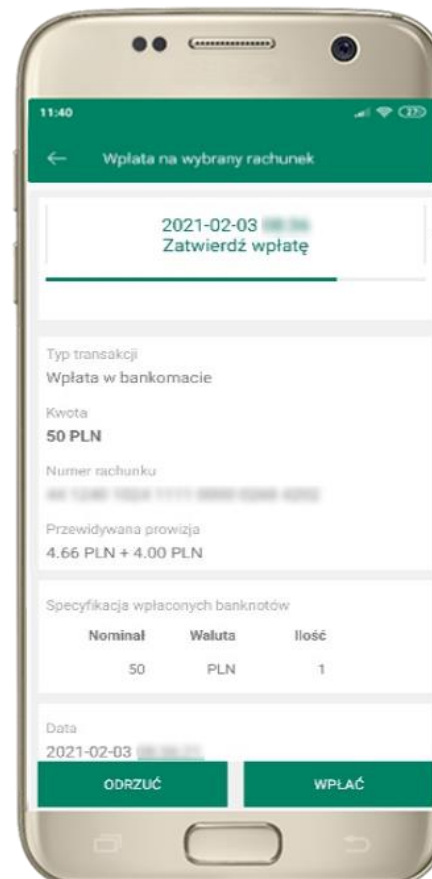 11:40
Wpłata na wybrany rachunek
2021-02-03
Zatwierdź wpłatę
Typ transakcji
Wpłata w bankomacie
Kwota
50 PLN
Numer rachunku
Przewidywana prowizja
4.66 PLN + 4.00 PLN
Specyfikacja wpłaconych banknotów
Nominał Waluta Ilość
50 PLN 1
Data
2021-02-03
ODRZUĆ WPŁAĆ